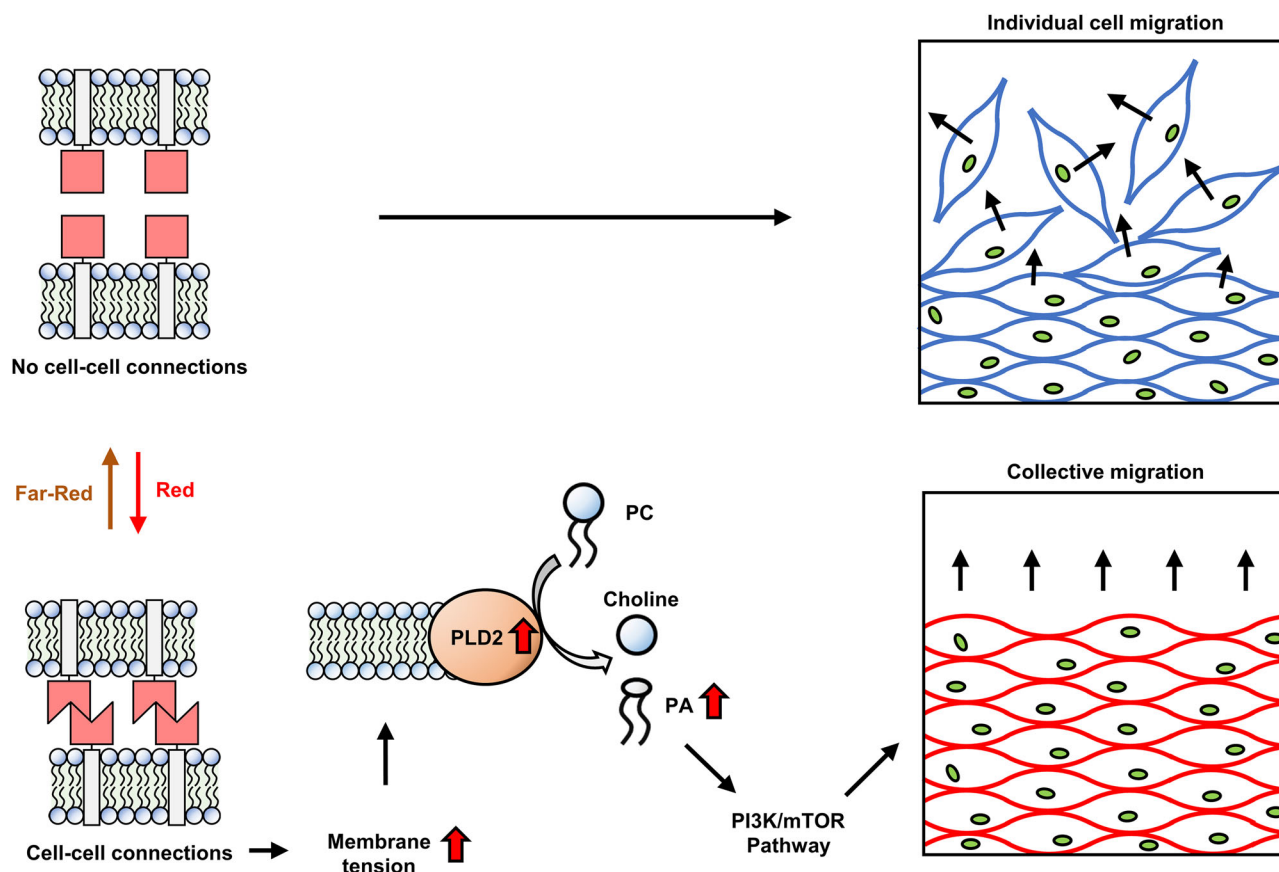 Individual cell migration
No cell-cell connections
Far-Red
Red
Collective migration
PC
Choline
PLD2
PA
Cell-cell connections
Membrane
tension
PI3K/mTOR
Pathway